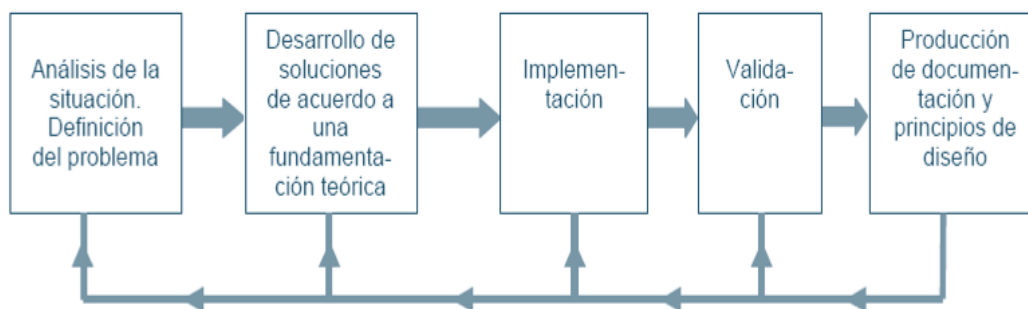 Análisis de la
situación.
Definición
del problema
Desarrollo de
soluciones
de acuerdo a
una
fundamenta-
ción teórica
Implemen-
tación
Valida-
ción
Producción
de documen-
tación y
principios de
diseño